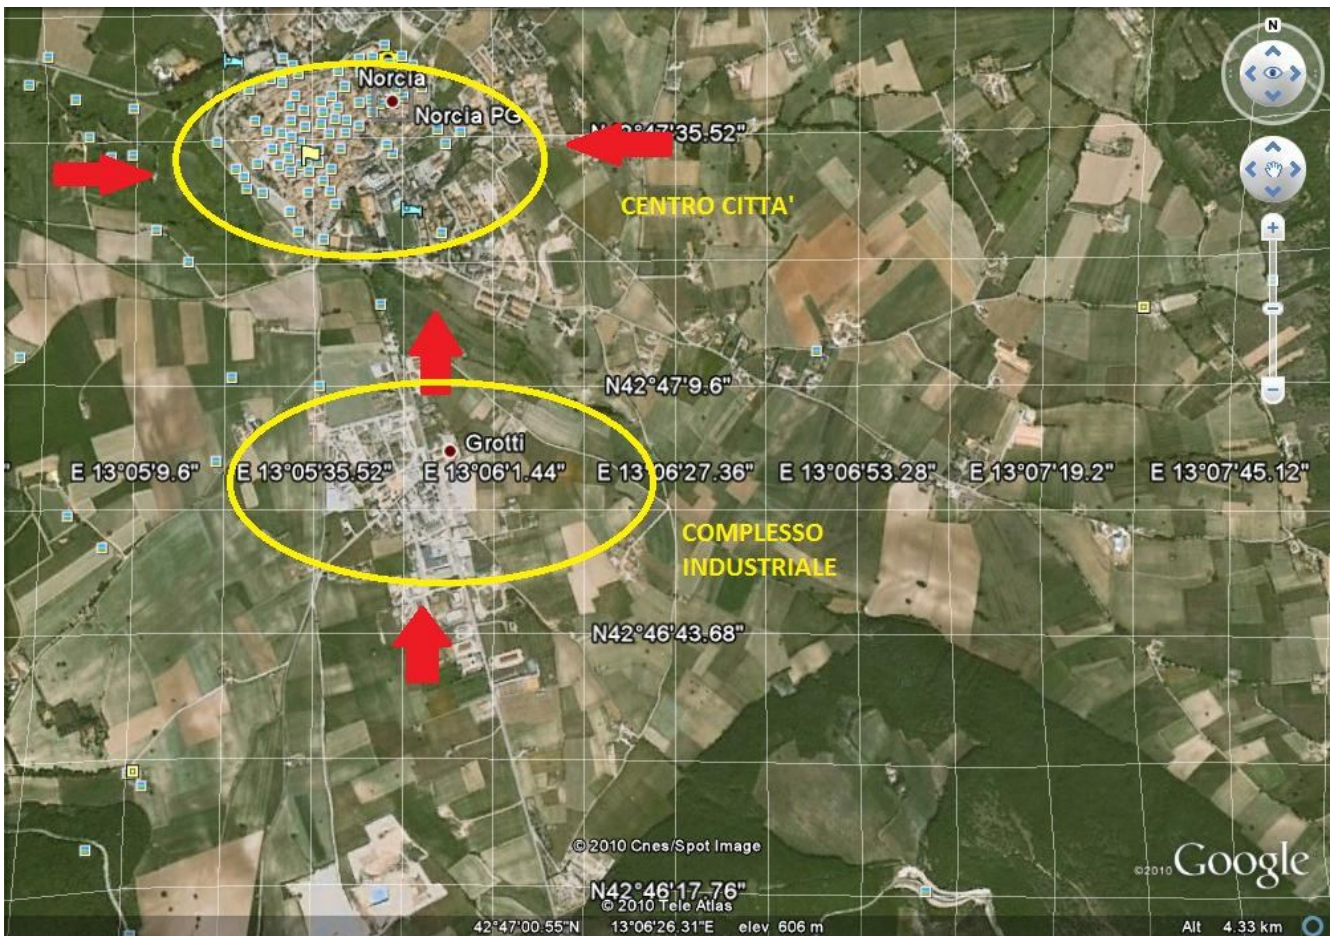 N
Norcia
Norcia PG
N42°47'35.52"
CENTRO CITTA'
N42°47'9.6"
Grotti
E 13°05'9.6" E 13°05'35.52" E 13°06'1.44" E 13°06'27.36" E 13°06'53.28" E 13°07'19.2" E 13°07'45.12"
COMPLESSO
INDUSTRIALE
N42°46'43.68"
© 2010 Cnes/Spot Image
©2010 Google
N42°46'17.76"
© 2010 Tele Atlas
42°47'00.55"N 13°06'26.31"E elev 606 m Alt 4.33 km